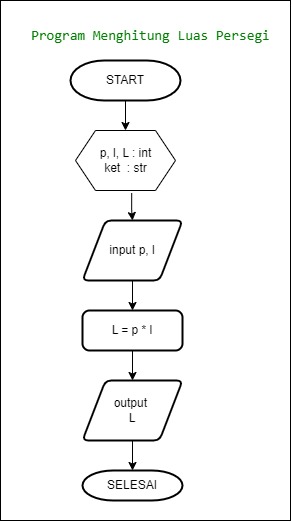 Program Menghitung Luas Persegi
START
p, l, L : int
ket : str
input p, l
L = p * l
output
L
SELESAI